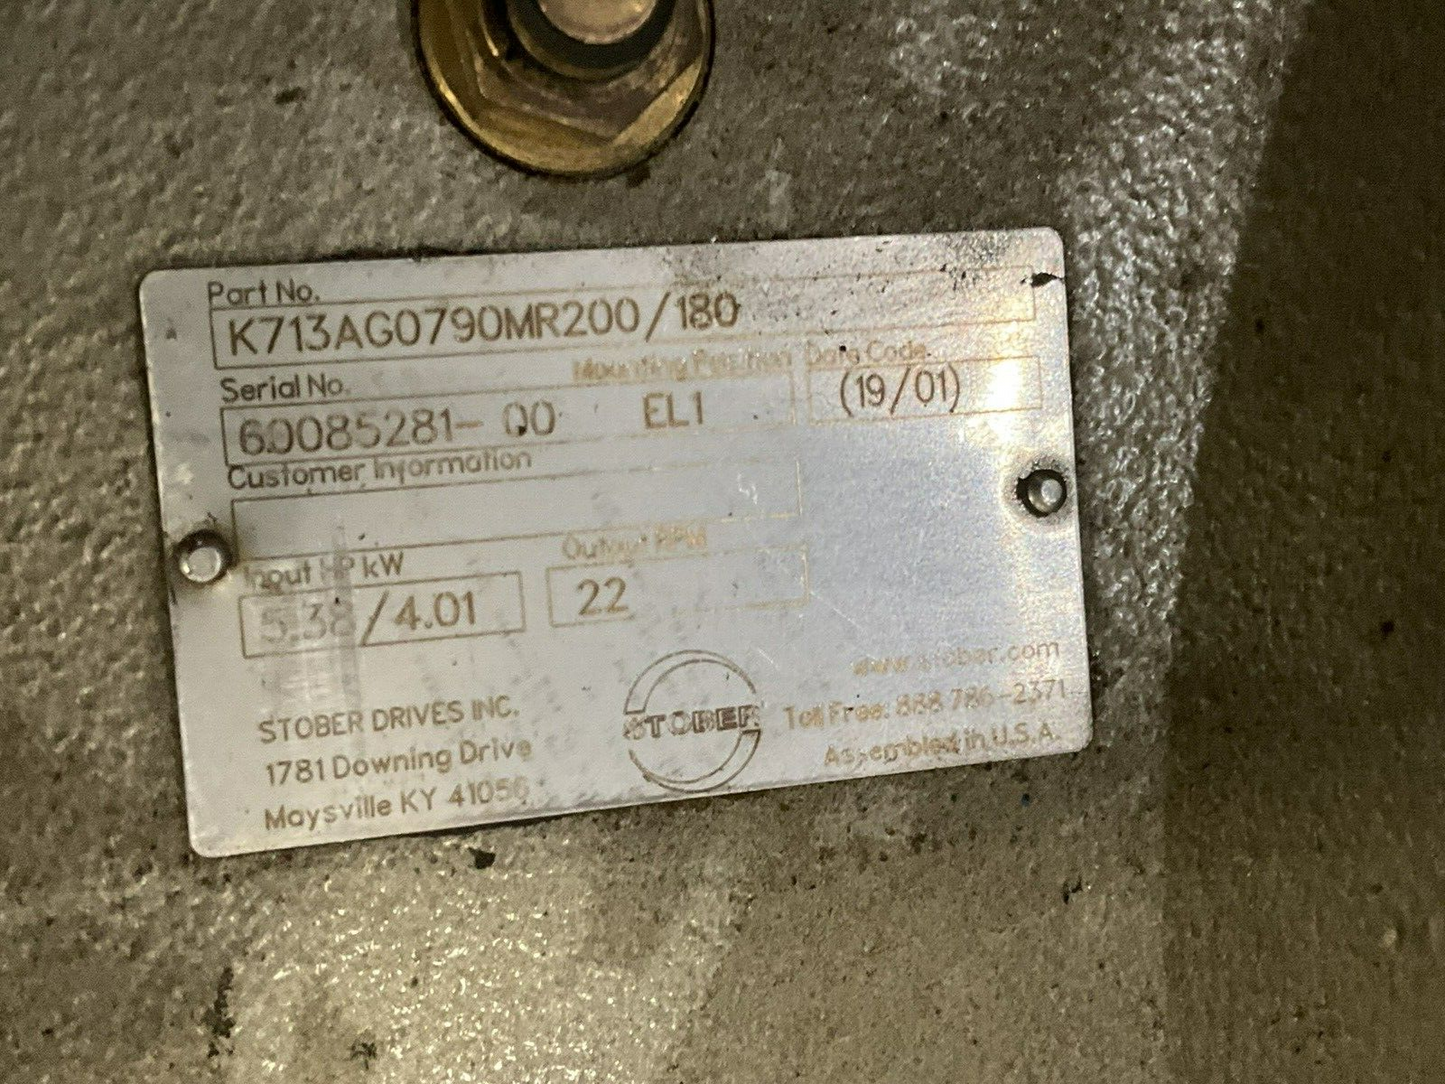 Part No.
K713AG0790MR200/180
Serial No. Mounting Position Date Code
60085281-00 EL1 (19/01)
Customer Information
Input HP kW Output RPM
5.38/4.01 22
STOBER DRIVES INC.
1781 Downing Drive
Maysville KY 41056
STOBER
www.stober.com
Toll Free: 888 786-2371
Assembled in U.S.A.